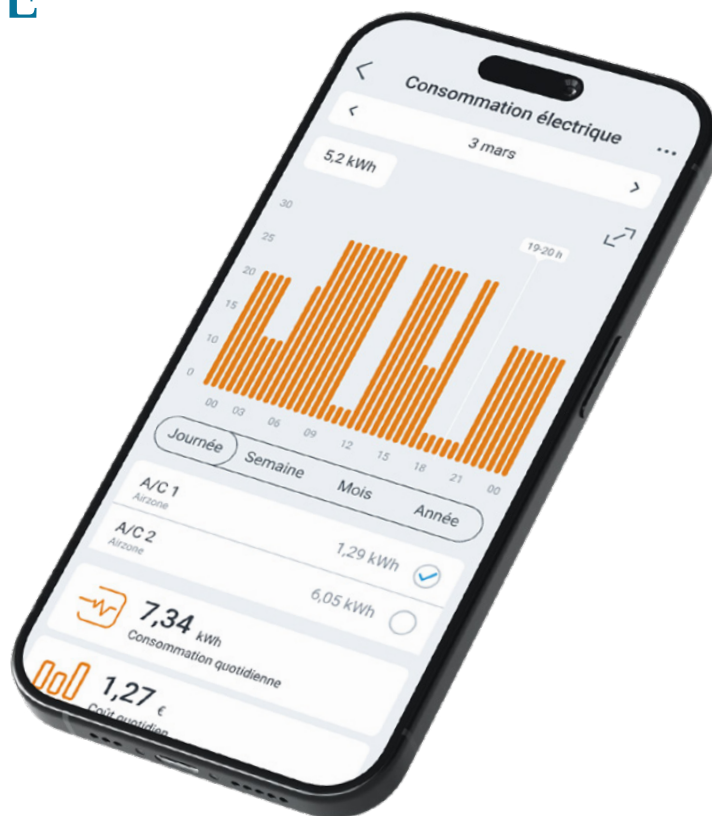 E
Consommation électrique
3 mars
5,2 kWh
19-20 h
30
25
20
15
10
0
00 03 06 09 12 15 18 21 00
Journée Semaine Mois Année
A/C 1
Airzone
1,29 kWh
A/C 2
Airzone
6,05 kWh
7,34 kWh
Consommation quotidienne
1,27 €
Coût quotidien